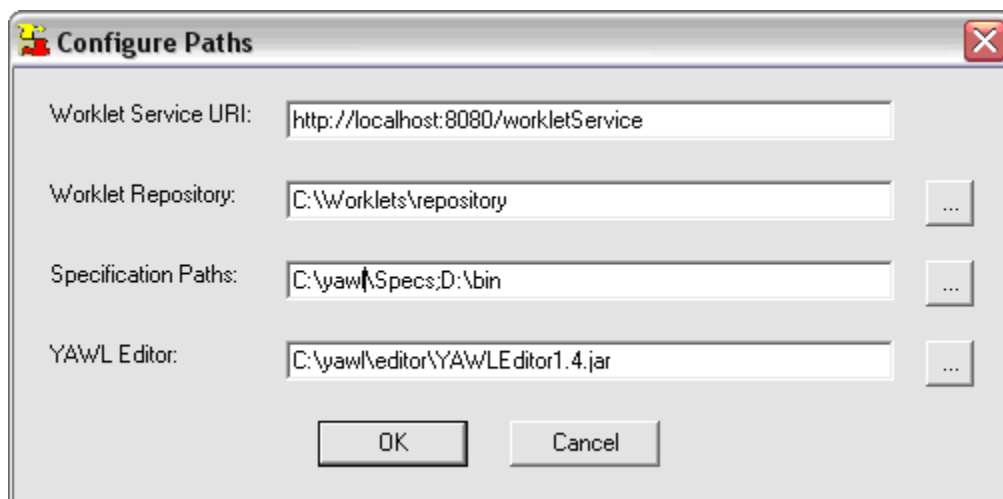 Configure Paths
Worklet Service URI: http://localhost:8080/workletService
Worklet Repository: C:\Worklets\repository ...
Specification Paths: C:\yawl\Specs;D:\bin ...
YAWL Editor: C:\yawl\editor\YAWLEditor1.4.jar ...
OK Cancel